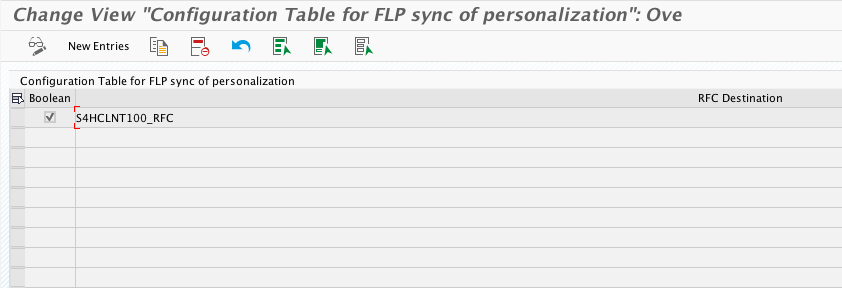 Change View "Configuration Table for FLP sync of personalization": Ove
New Entries
Configuration Table for FLP sync of personalization
Boolean RFC Destination
S4HCLNT100_RFC